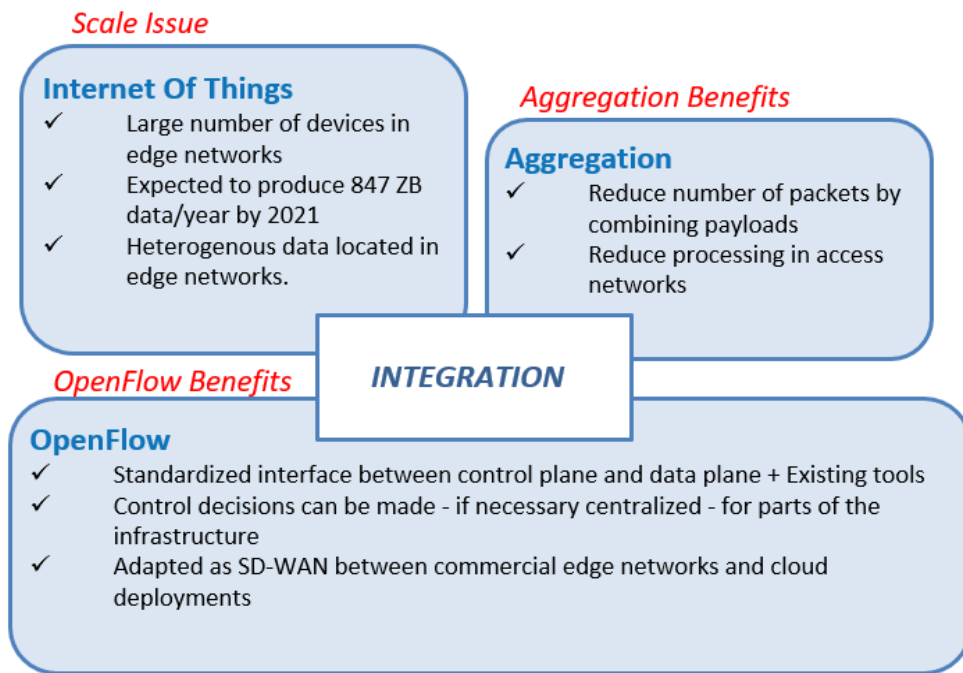 Scale Issue
Internet Of Things
✓ Large number of devices in
edge networks
✓ Expected to produce 847 ZB
data/year by 2021
✓ Heterogenous data located in
edge networks.
Aggregation Benefits
Aggregation
✓ Reduce number of packets by
combining payloads
✓ Reduce processing in access
networks
INTEGRATION
OpenFlow Benefits
OpenFlow
✓ Standardized interface between control plane and data plane + Existing tools
✓ Control decisions can be made - if necessary centralized - for parts of the
infrastructure
✓ Adapted as SD-WAN between commercial edge networks and cloud
deployments